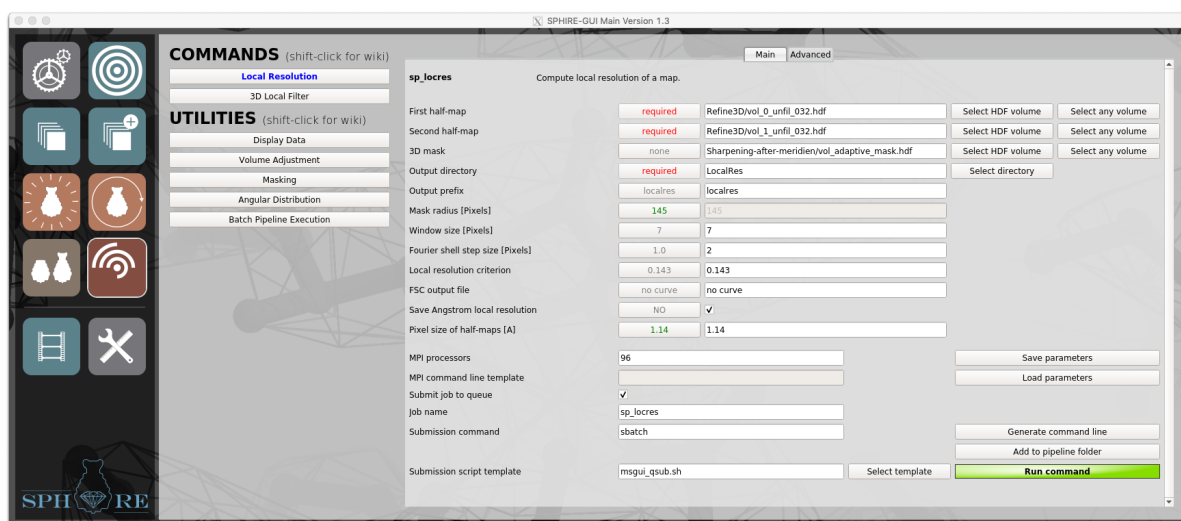 SPHIRE-GUI Main Version 1.3
COMMANDS (shift-click for wiki)
Local Resolution
3D Local Filter
UTILITIES (shift-click for wiki)
Display Data
Volume Adjustment
Masking
Angular Distribution
Batch Pipeline Execution
SPHIRE
Main Advanced
sp_locres Compute local resolution of a map.
First half-map required Refine3D/vol_0_unfil_032.hdf Select HDF volume Select any volume
Second half-map required Refine3D/vol_1_unfil_032.hdf Select HDF volume Select any volume
3D mask none Sharpening-after-meridien/vol_adaptive_mask.hdf Select HDF volume Select any volume
Output directory required LocalRes Select directory
Output prefix localres localres
Mask radius [Pixels] 145 145
Window size [Pixels] 7 7
Fourier shell step size [Pixels] 1.0 2
Local resolution criterion 0.143 0.143
FSC output file no curve no curve
Save Angstrom local resolution NO
Pixel size of half-maps [A] 1.14 1.14
MPI processors 96 Save parameters
MPI command line template Load parameters
Submit job to queue
Job name sp_locres
Submission command sbatch Generate command line
Add to pipeline folder
Submission script template msgui_qsub.sh Select template Run command